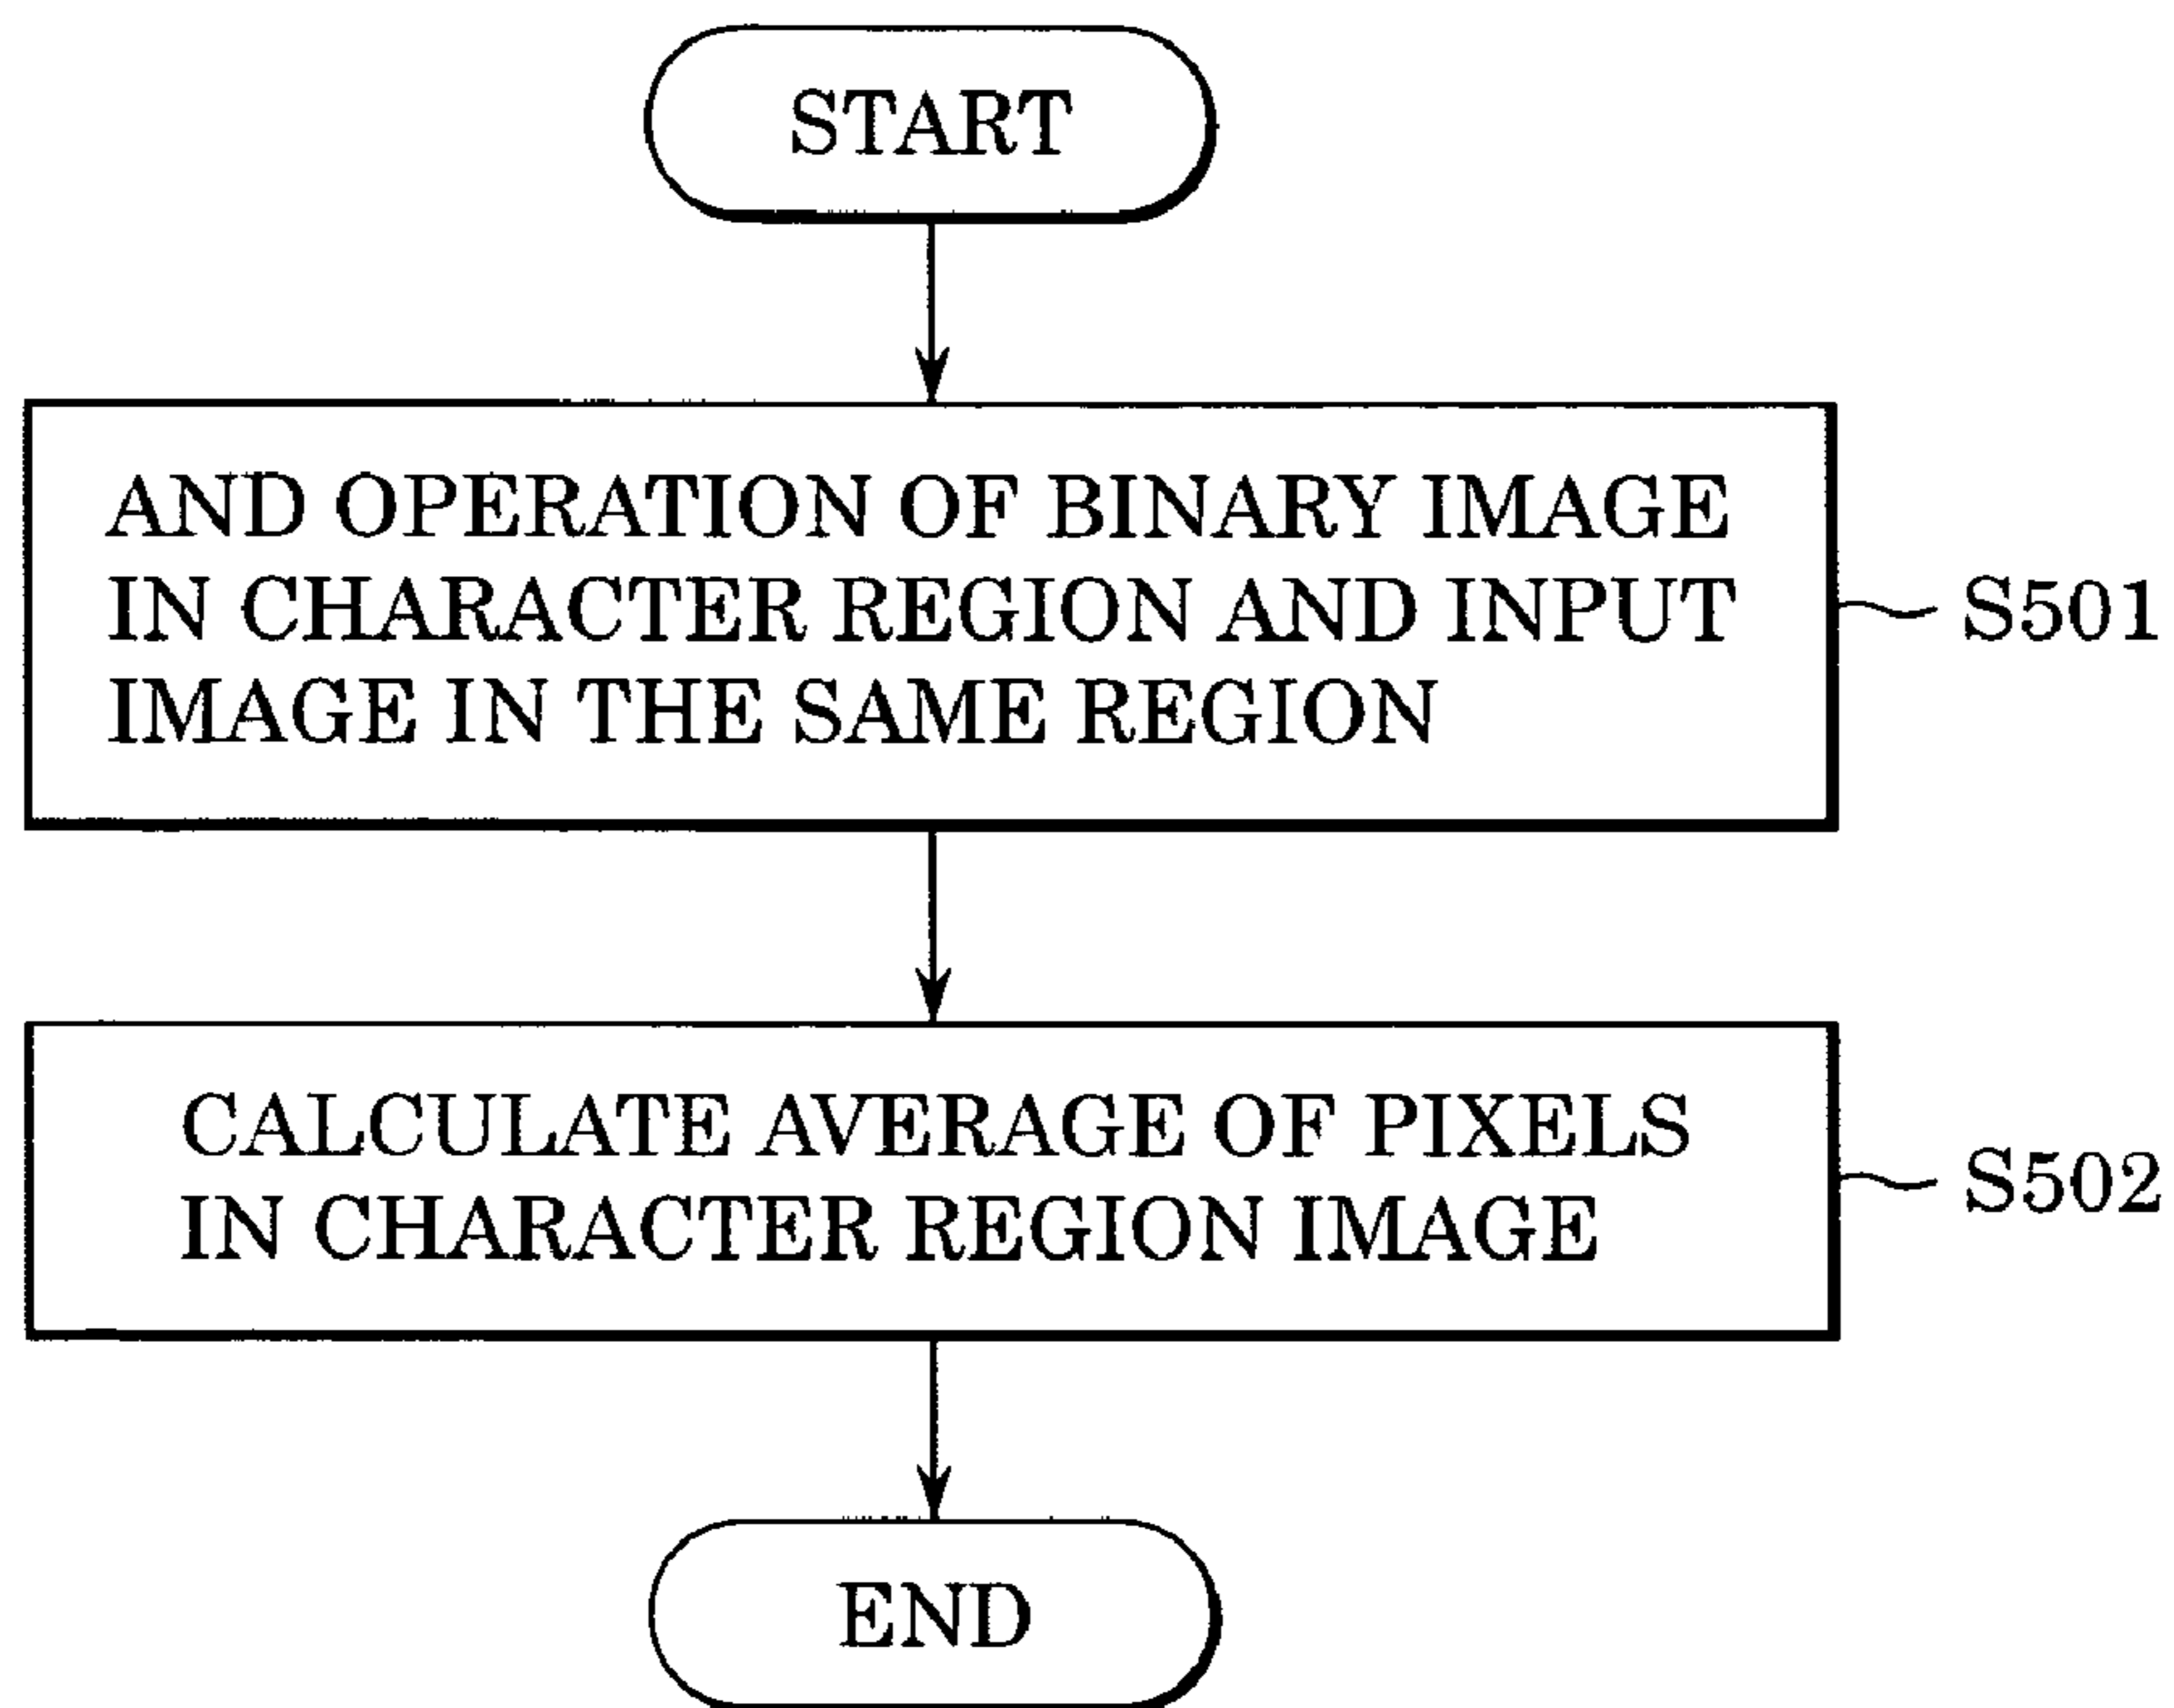 START
AND OPERATION OF BINARY IMAGE
IN CHARACTER REGION AND INPUT
IMAGE IN THE SAME REGION
S501
CALCULATE AVERAGE OF PIXELS
IN CHARACTER REGION IMAGE
S502
END